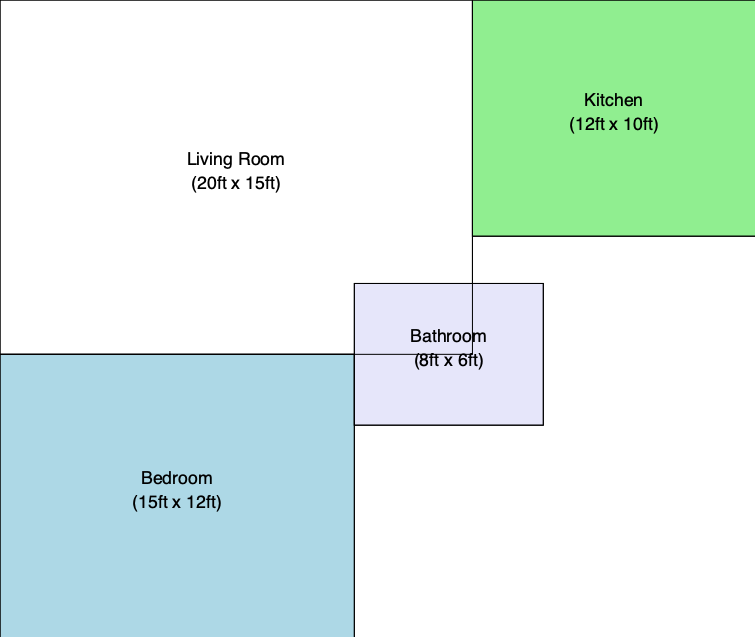 Kitchen
(12ft x 10ft)
Living Room
(20ft x 15ft)
Bathroom
(8ft x 6ft)
Bedroom
(15ft x 12ft)